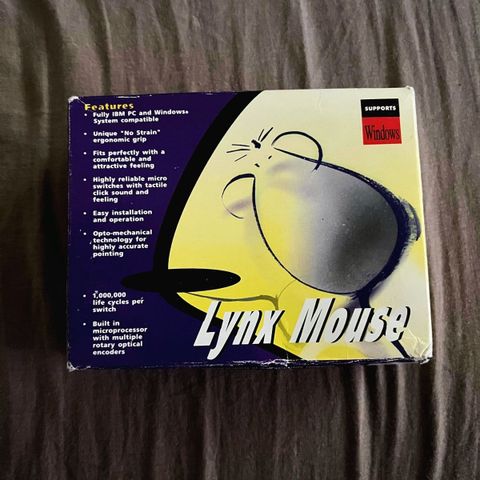 Features
• Fully IBM PC and Windows®
System compatible
• Unique "No Strain"
ergonomic grip
• Fits perfectly with a
comfortable and
attractive feeling
• Highly reliable micro
switches with tactile
click sound and
feeling
• Easy installation
and operation
• Opto-mechanical
technology for
highly accurate
pointing
• 1,000,000
life cycles per
switch
• Built in
microprocessor
with multiple
rotary optical
encoders
SUPPORTS
Windows
Lynx Mouse